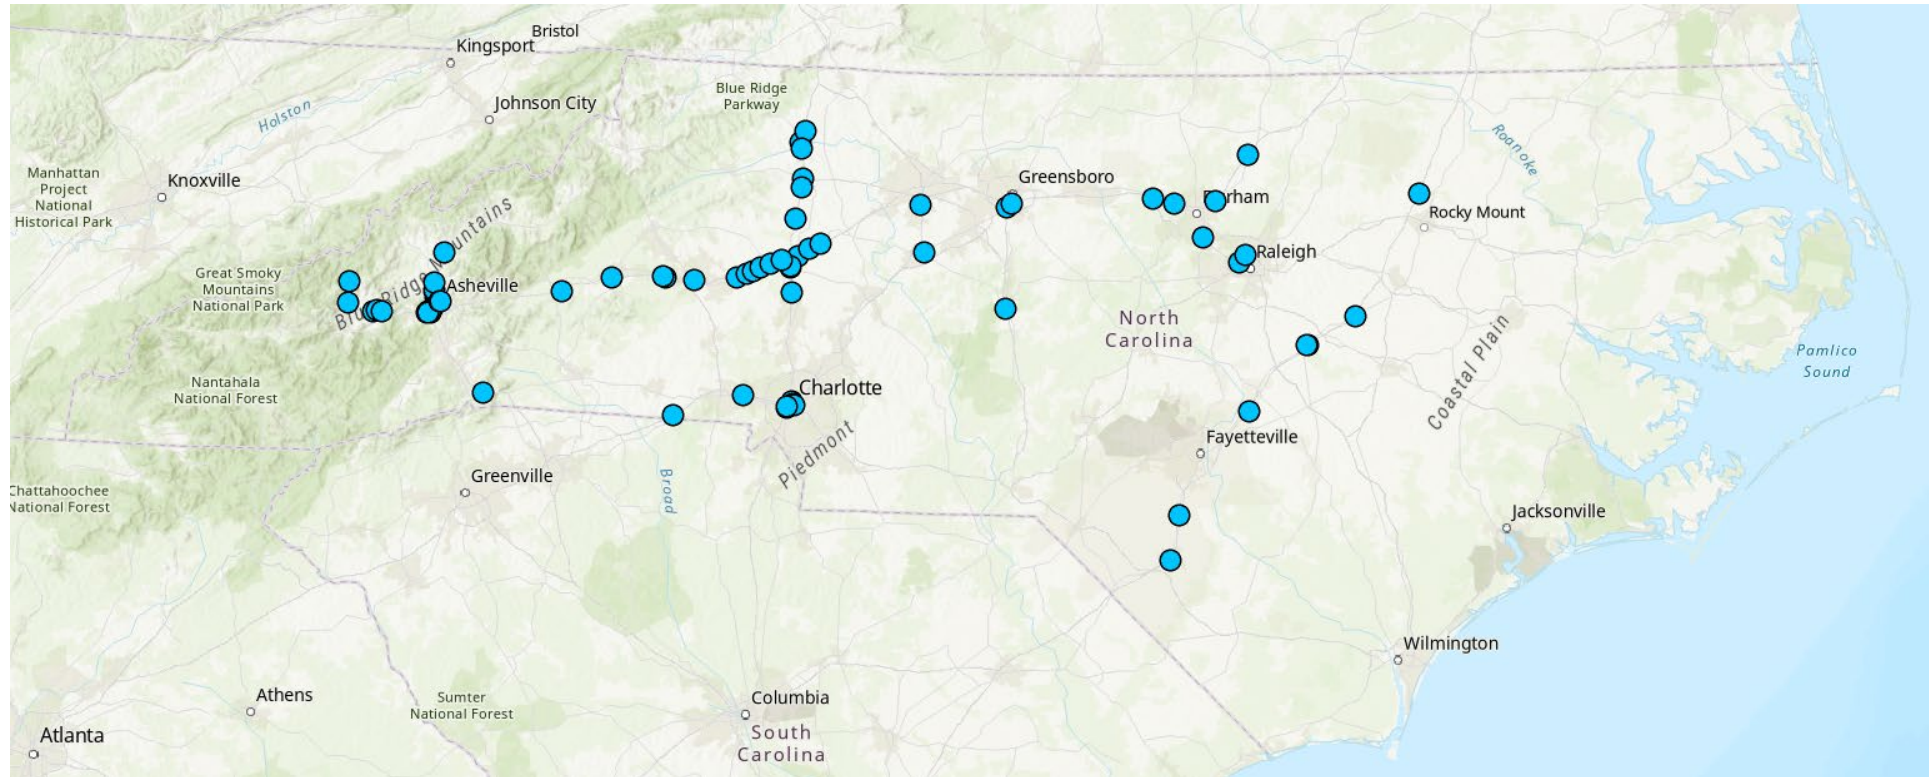 Bristol
Kingsport
Blue Ridge
Parkway
Johnson City
Holston
Roanoke
Manhattan
Project
National
Historical Park
Knoxville
Greensboro
rham
Rocky Mount
Mountains
Raleigh
Great Smoky
Mountains
National Park
Asheville
Ridge
North
Carolina
Coastal Plain
Pamlico
Sound
Nantahala
National Forest
Charlotte
Piedmont
Fayetteville
Greenville
Broad
Chattahoochee
National Forest
Jacksonville
Wilmington
Athens
Sumter
National Forest
Columbia
South
Carolina
Atlanta